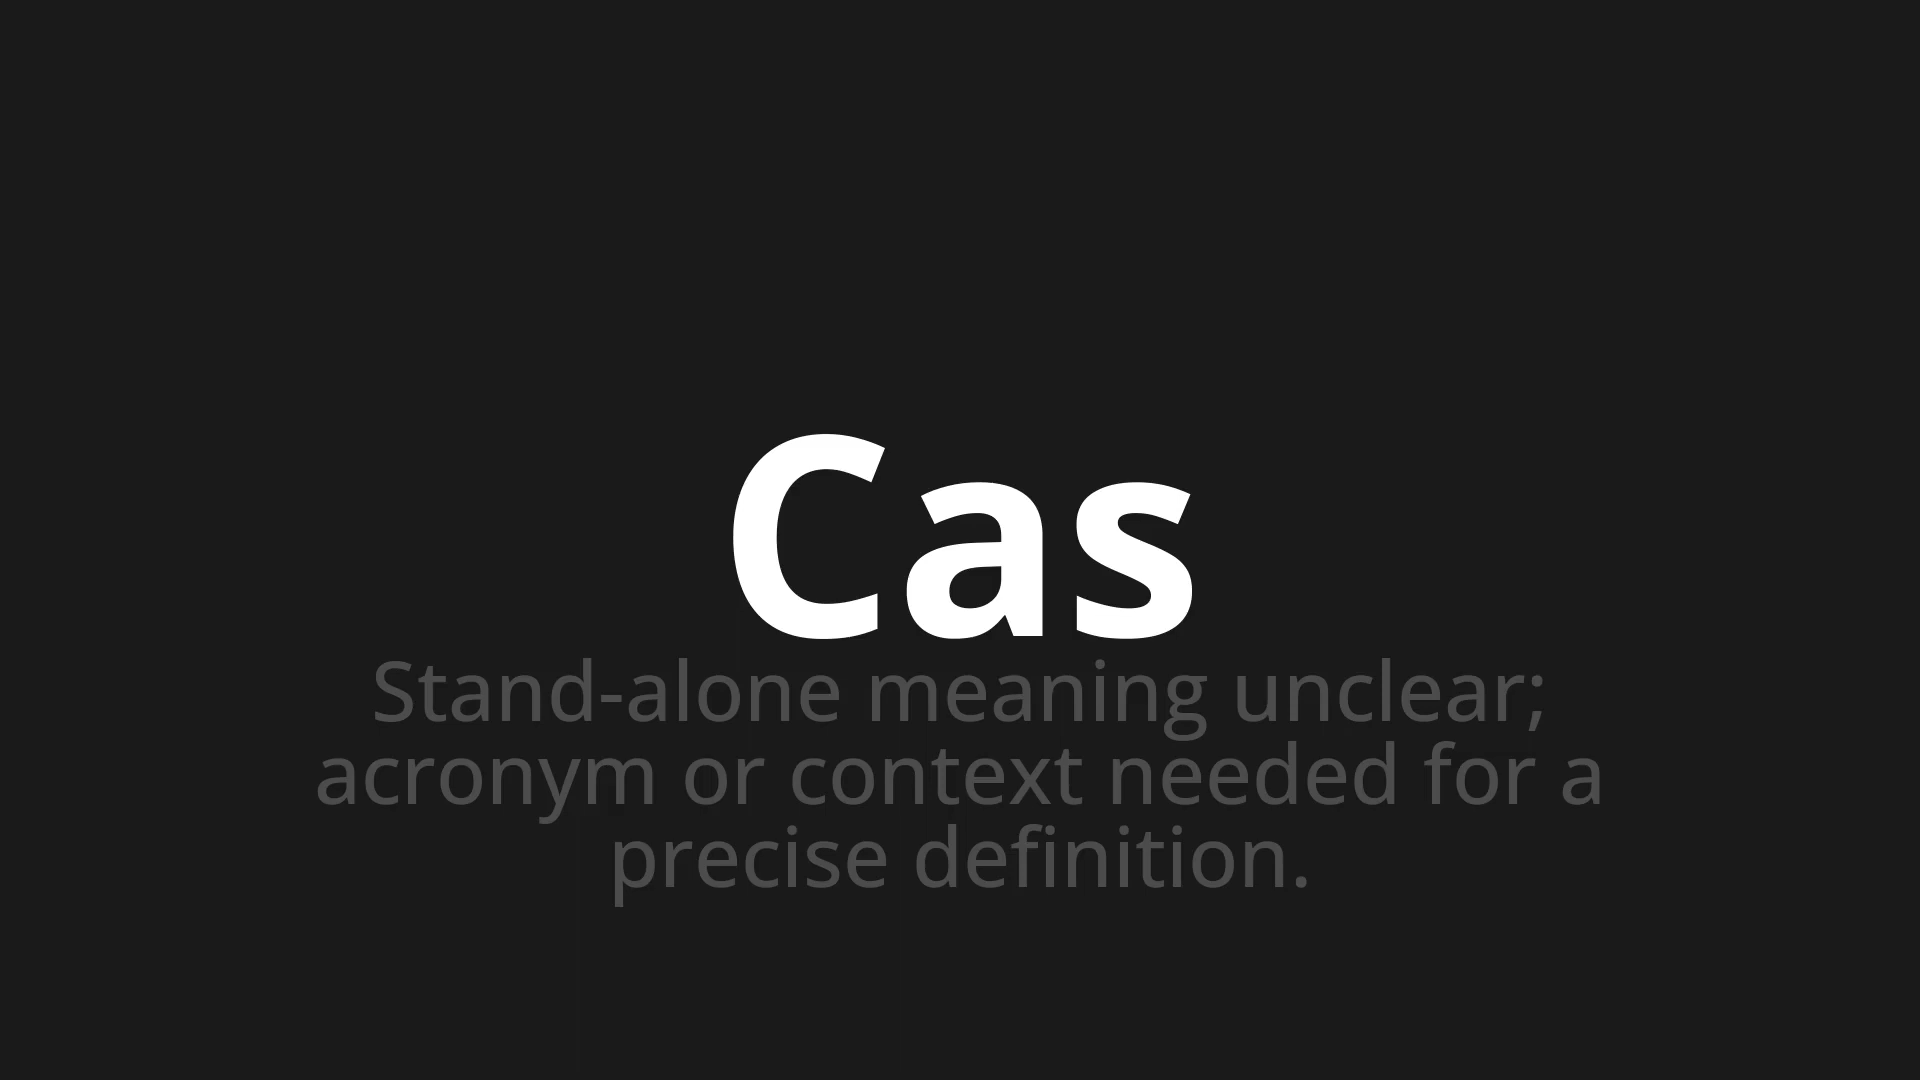 Cas
Stand-alone meaning unclear;
acronym or context needed for a
precise definition.